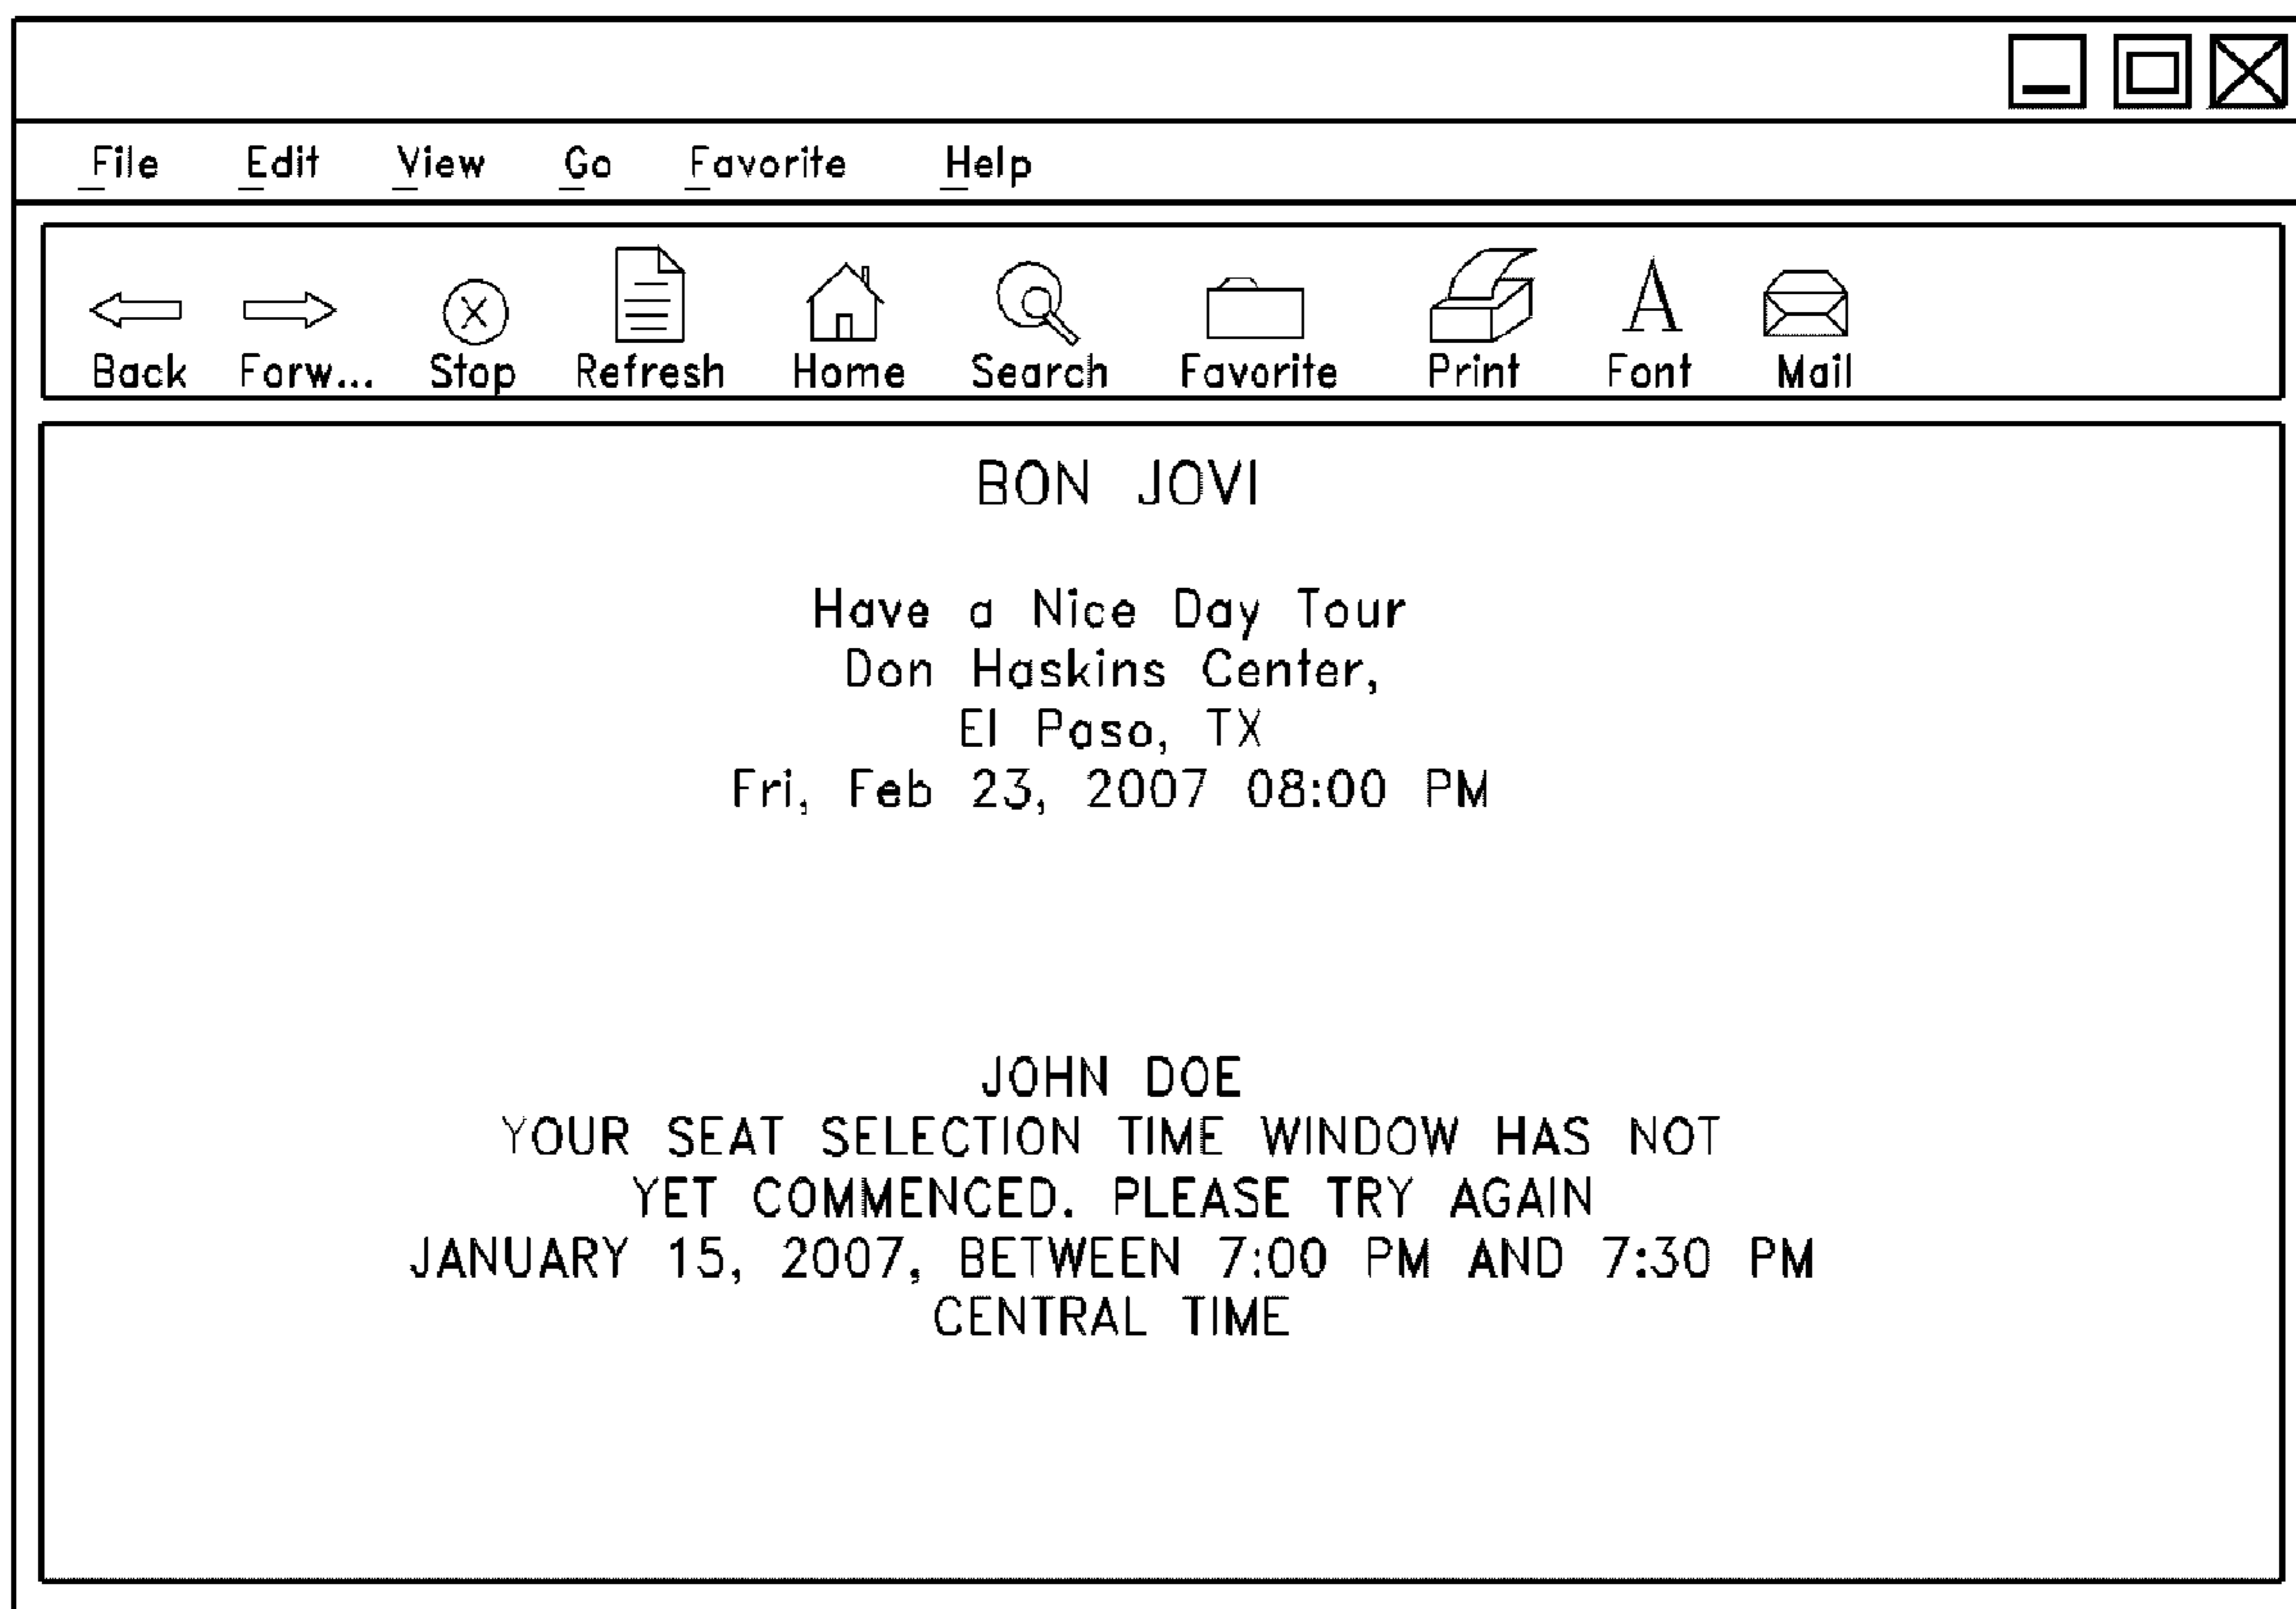 File Edit View Go Favorite Help
Back Forw... Stop Refresh Home Search Favorite Print Font Mail
BON JOVI
Have a Nice Day Tour
Don Haskins Center,
El Paso, TX
Fri, Feb 23, 2007 08:00 PM
JOHN DOE
YOUR SEAT SELECTION TIME WINDOW HAS NOT
YET COMMENCED. PLEASE TRY AGAIN
JANUARY 15, 2007, BETWEEN 7:00 PM AND 7:30 PM
CENTRAL TIME